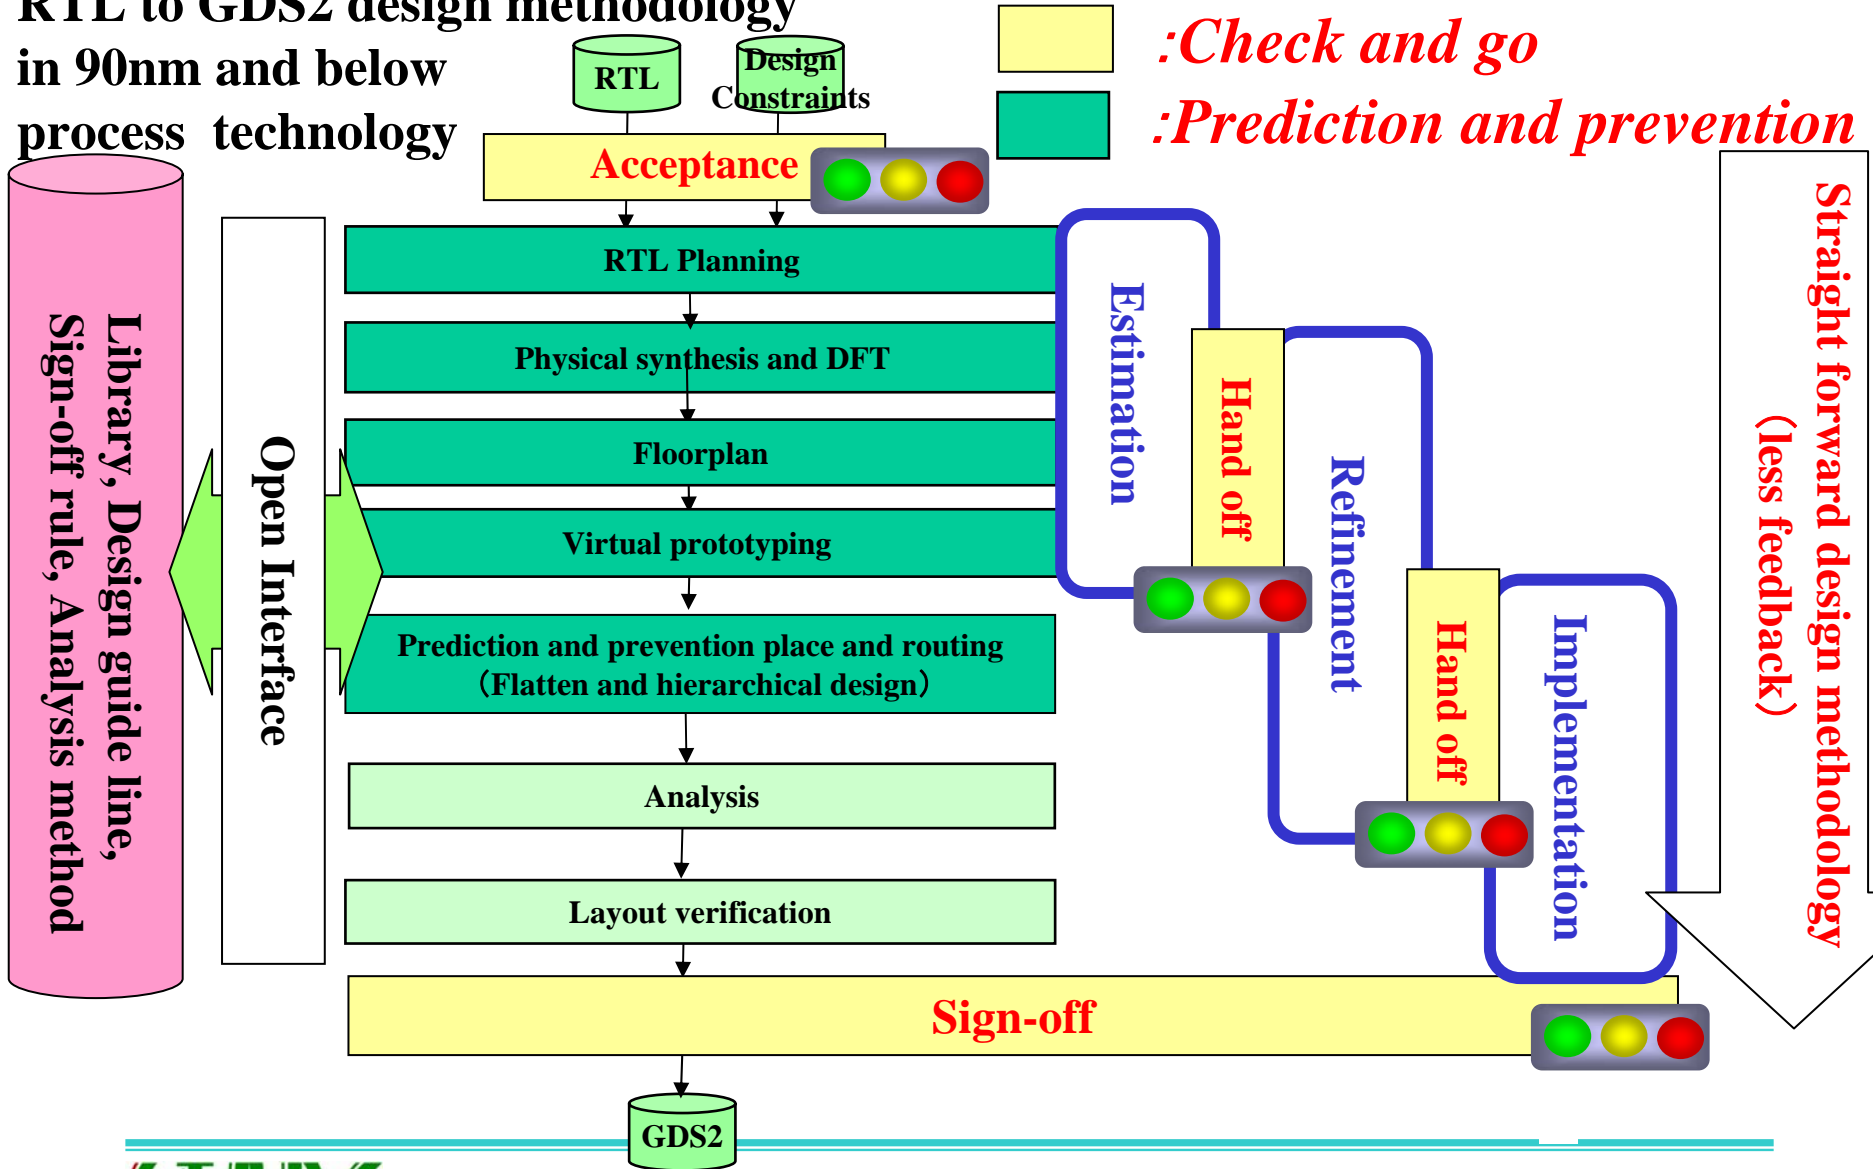 RTL to GDS2 design methodology
in 90nm and below
process technology
:Check and go
:Prediction and prevention
RTL
Design
Constraints
Acceptance
RTL Planning
Physical synthesis and DFT
Floorplan
Virtual prototyping
Prediction and prevention place and routing
（Flatten and hierarchical design）
Analysis
Layout verification
Sign-off
GDS2
Library, Design guide line,
Sign-off rule, Analysis method
Open Interface
Estimation
Hand off
Refinement
Hand off
Implementation
Straight forward design methodology
（less feedback）